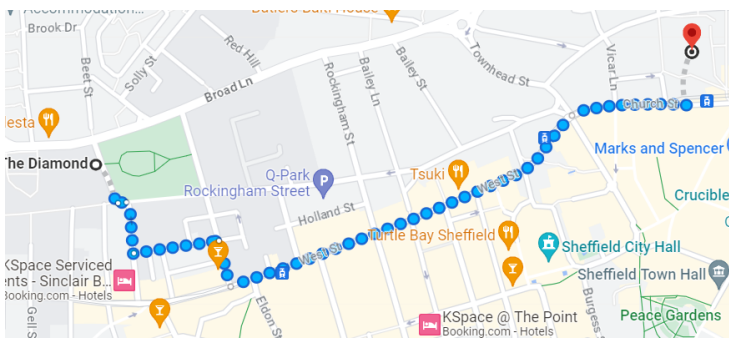 Accommodation...
Butlers Balti House
Brook Dr
Beet St
Solly St
Red Hill
Broad Ln
Rockingham St
Bailey Ln
Bailey St
Townhead St
Vicar Ln
Church St
esta
The Diamond
Q-Park
Rockingham Street
P
Tsuki
West St
Marks and Spencer
Holland St
Crucible
West St
Turtle Bay Sheffield
Sheffield City Hall
KSpace Serviced
nts - Sinclair B...
Booking.com - Hotels
Sheffield Town Hall
Gell S
Eldon St
KSpace @ The Point
Booking.com - Hotels
Burgess
Peace Gardens